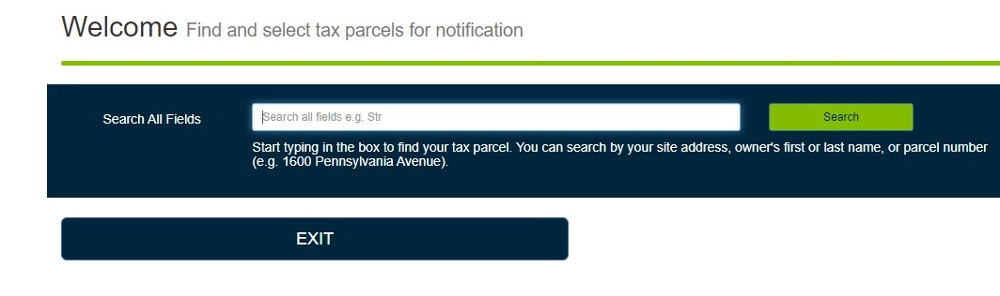 Welcome Find and select tax parcels for notification
Search All Fields
Search all fields e.g. Str
Search
Start typing in the box to find your tax parcel. You can search by your site address, owner's first or last name, or parcel number
(e.g. 1600 Pennsylvania Avenue).
EXIT